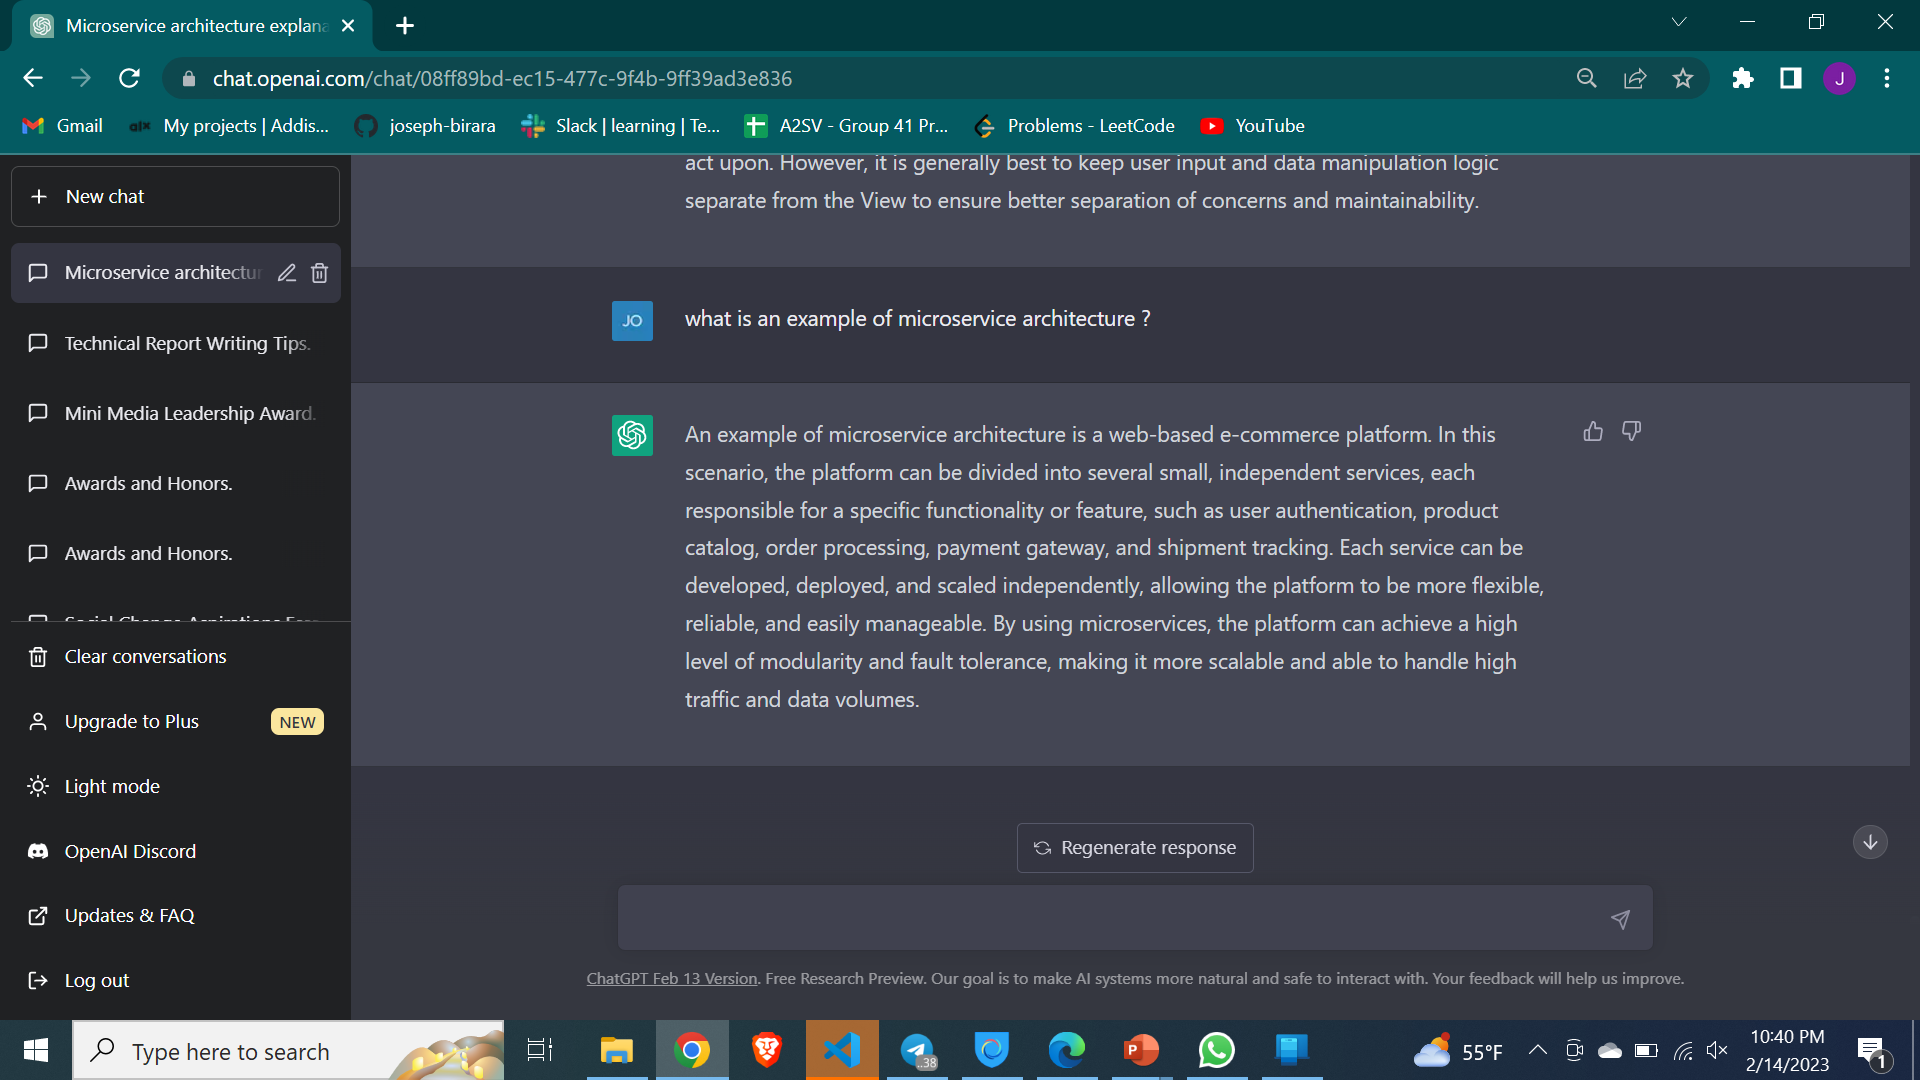 Microservice architecture explana
chat.openai.com/chat/08ff89bd-ec15-477c-9f4b-9ff39ad3e836
J
Gmail
My projects | Addis...
joseph-birara
Slack | learning | Te...
A2SV - Group 41 Pr...
Problems - LeetCode
YouTube
New chat
Microservice architectur
Technical Report Writing Tips.
Mini Media Leadership Award.
Awards and Honors.
Awards and Honors.
Clear conversations
Upgrade to Plus
NEW
Light mode
OpenAI Discord
Updates & FAQ
Log out
act upon. However, it is generally best to keep user input and data manipulation logic
separate from the View to ensure better separation of concerns and maintainability.
JO
what is an example of microservice architecture ?
An example of microservice architecture is a web-based e-commerce platform. In this
scenario, the platform can be divided into several small, independent services, each
responsible for a specific functionality or feature, such as user authentication, product
catalog, order processing, payment gateway, and shipment tracking. Each service can be
developed, deployed, and scaled independently, allowing the platform to be more flexible,
reliable, and easily manageable. By using microservices, the platform can achieve a high
level of modularity and fault tolerance, making it more scalable and able to handle high
traffic and data volumes.
Regenerate response
ChatGPT Feb 13 Version. Free Research Preview. Our goal is to make AI systems more natural and safe to interact with. Your feedback will help us improve.
Type here to search
..38
P
55°F
10:40 PM
2/14/2023
1